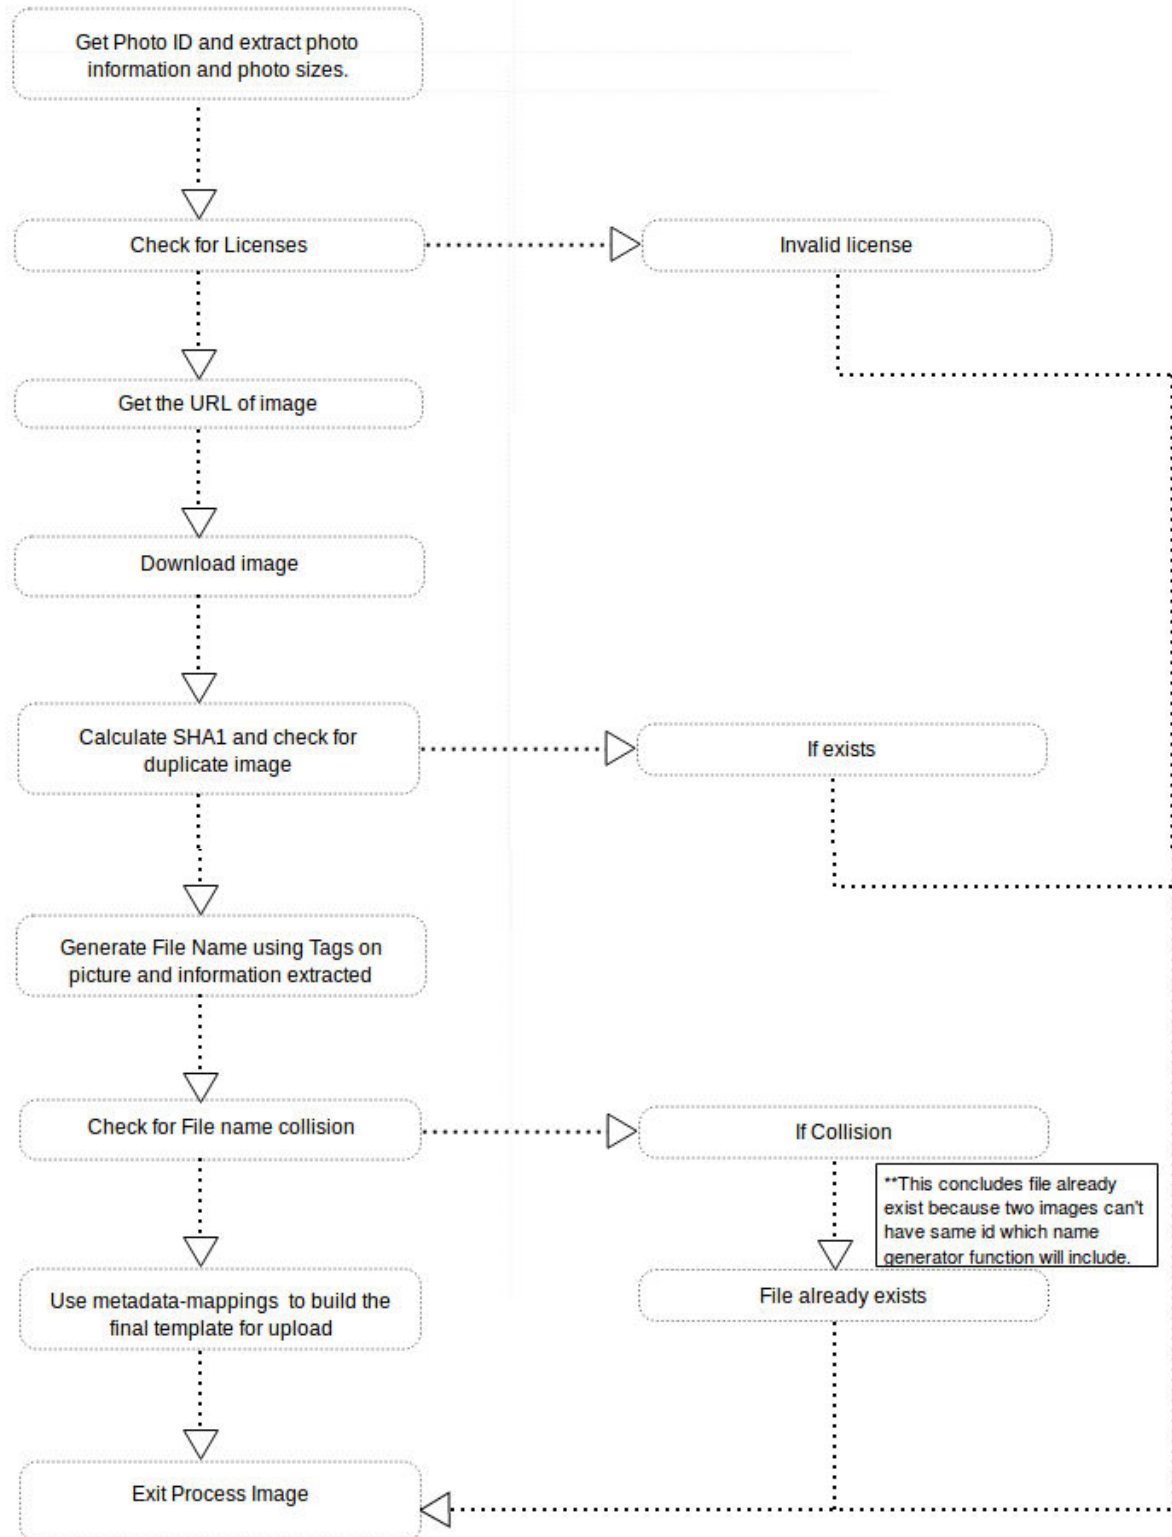 Get Photo ID and extract photo
information and photo sizes.
Check for Licenses
Invalid license
Get the URL of image
Download image
Calculate SHA1 and check for
duplicate image
If exists
Generate File Name using Tags on
picture and information extracted
Check for File name collision
If Collision
**This concludes file already
exist because two images can't
have same id which name
generator function will include.
Use metadata-mappings to build the
final template for upload
File already exists
Exit Process Image